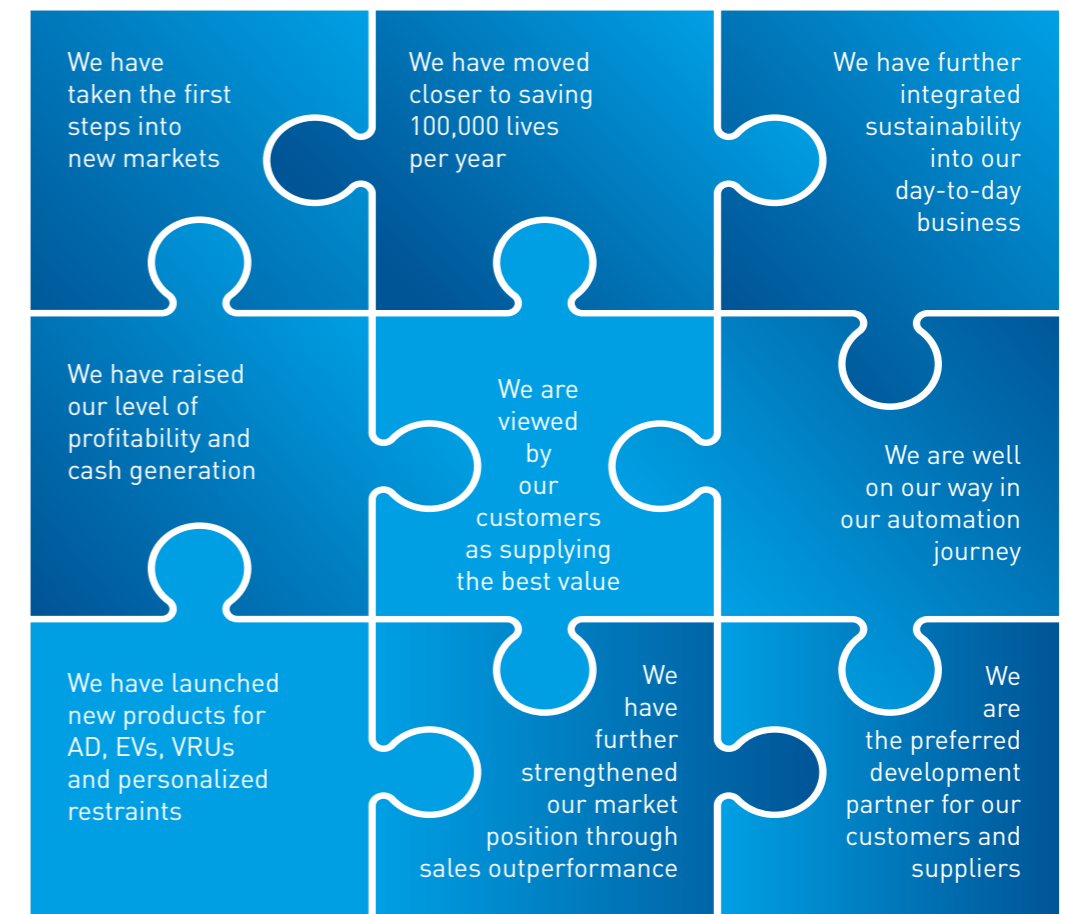 We have
taken the first
steps into
new markets
We have moved
closer to saving
100,000 lives
per year
We have further
integrated
sustainability
into our
day-to-day
business
We have raised
our level of
profitability and
cash generation
We are
viewed
by
our
customers
as supplying
the best value
We are well
on our way in
our automation
journey
We have launched
new products for
AD, EVs, VRUs
and personalized
restraints
We
have
further
strengthened
our market
position through
sales outperformance
We
are
the preferred
development
partner for our
customers and
suppliers